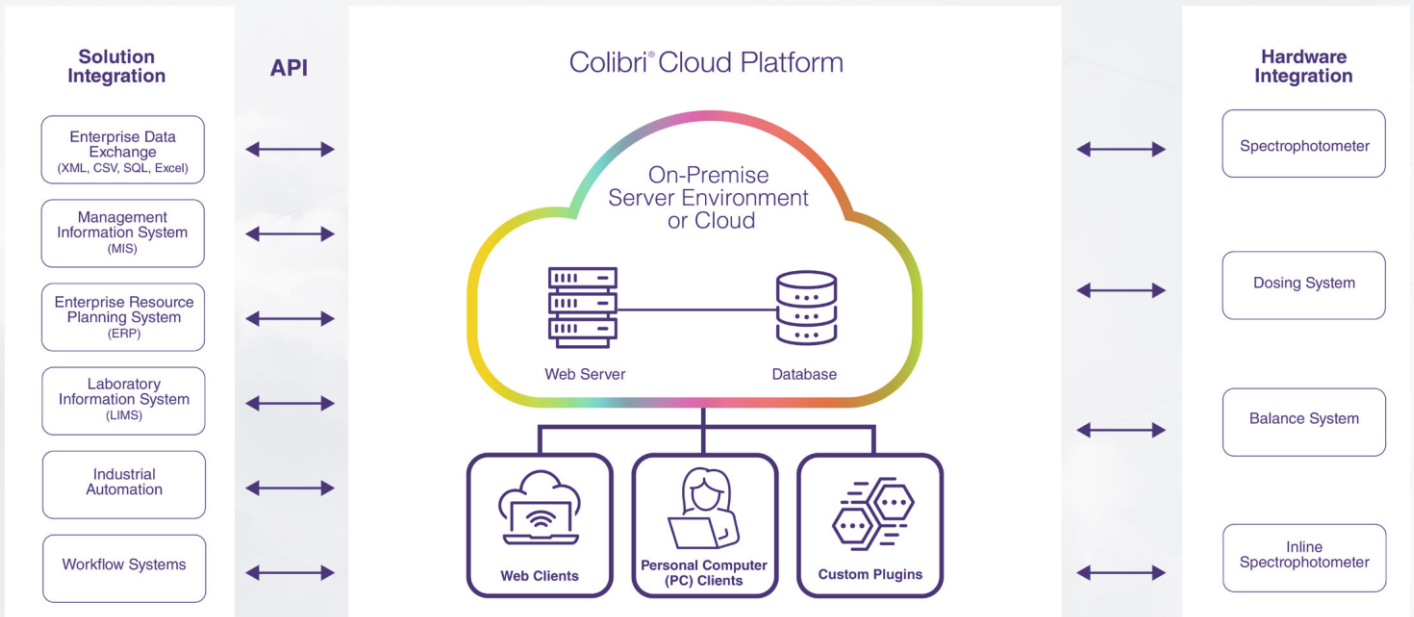 Solution
Integration
Enterprise Data
Exchange
(XML, CSV, SQL, Excel)
Management
Information System
(MIS)
Enterprise Resource
Planning System
(ERP)
Laboratory
Information System
(LIMS)
Industrial
Automation
Workflow Systems
API
Colibri® Cloud Platform
On-Premise
Server Environment
or Cloud
Web Server
Database
Web Clients
Personal Computer
(PC) Clients
Custom Plugins
Hardware
Integration
Spectrophotometer
Dosing System
Balance System
Inline
Spectrophotometer